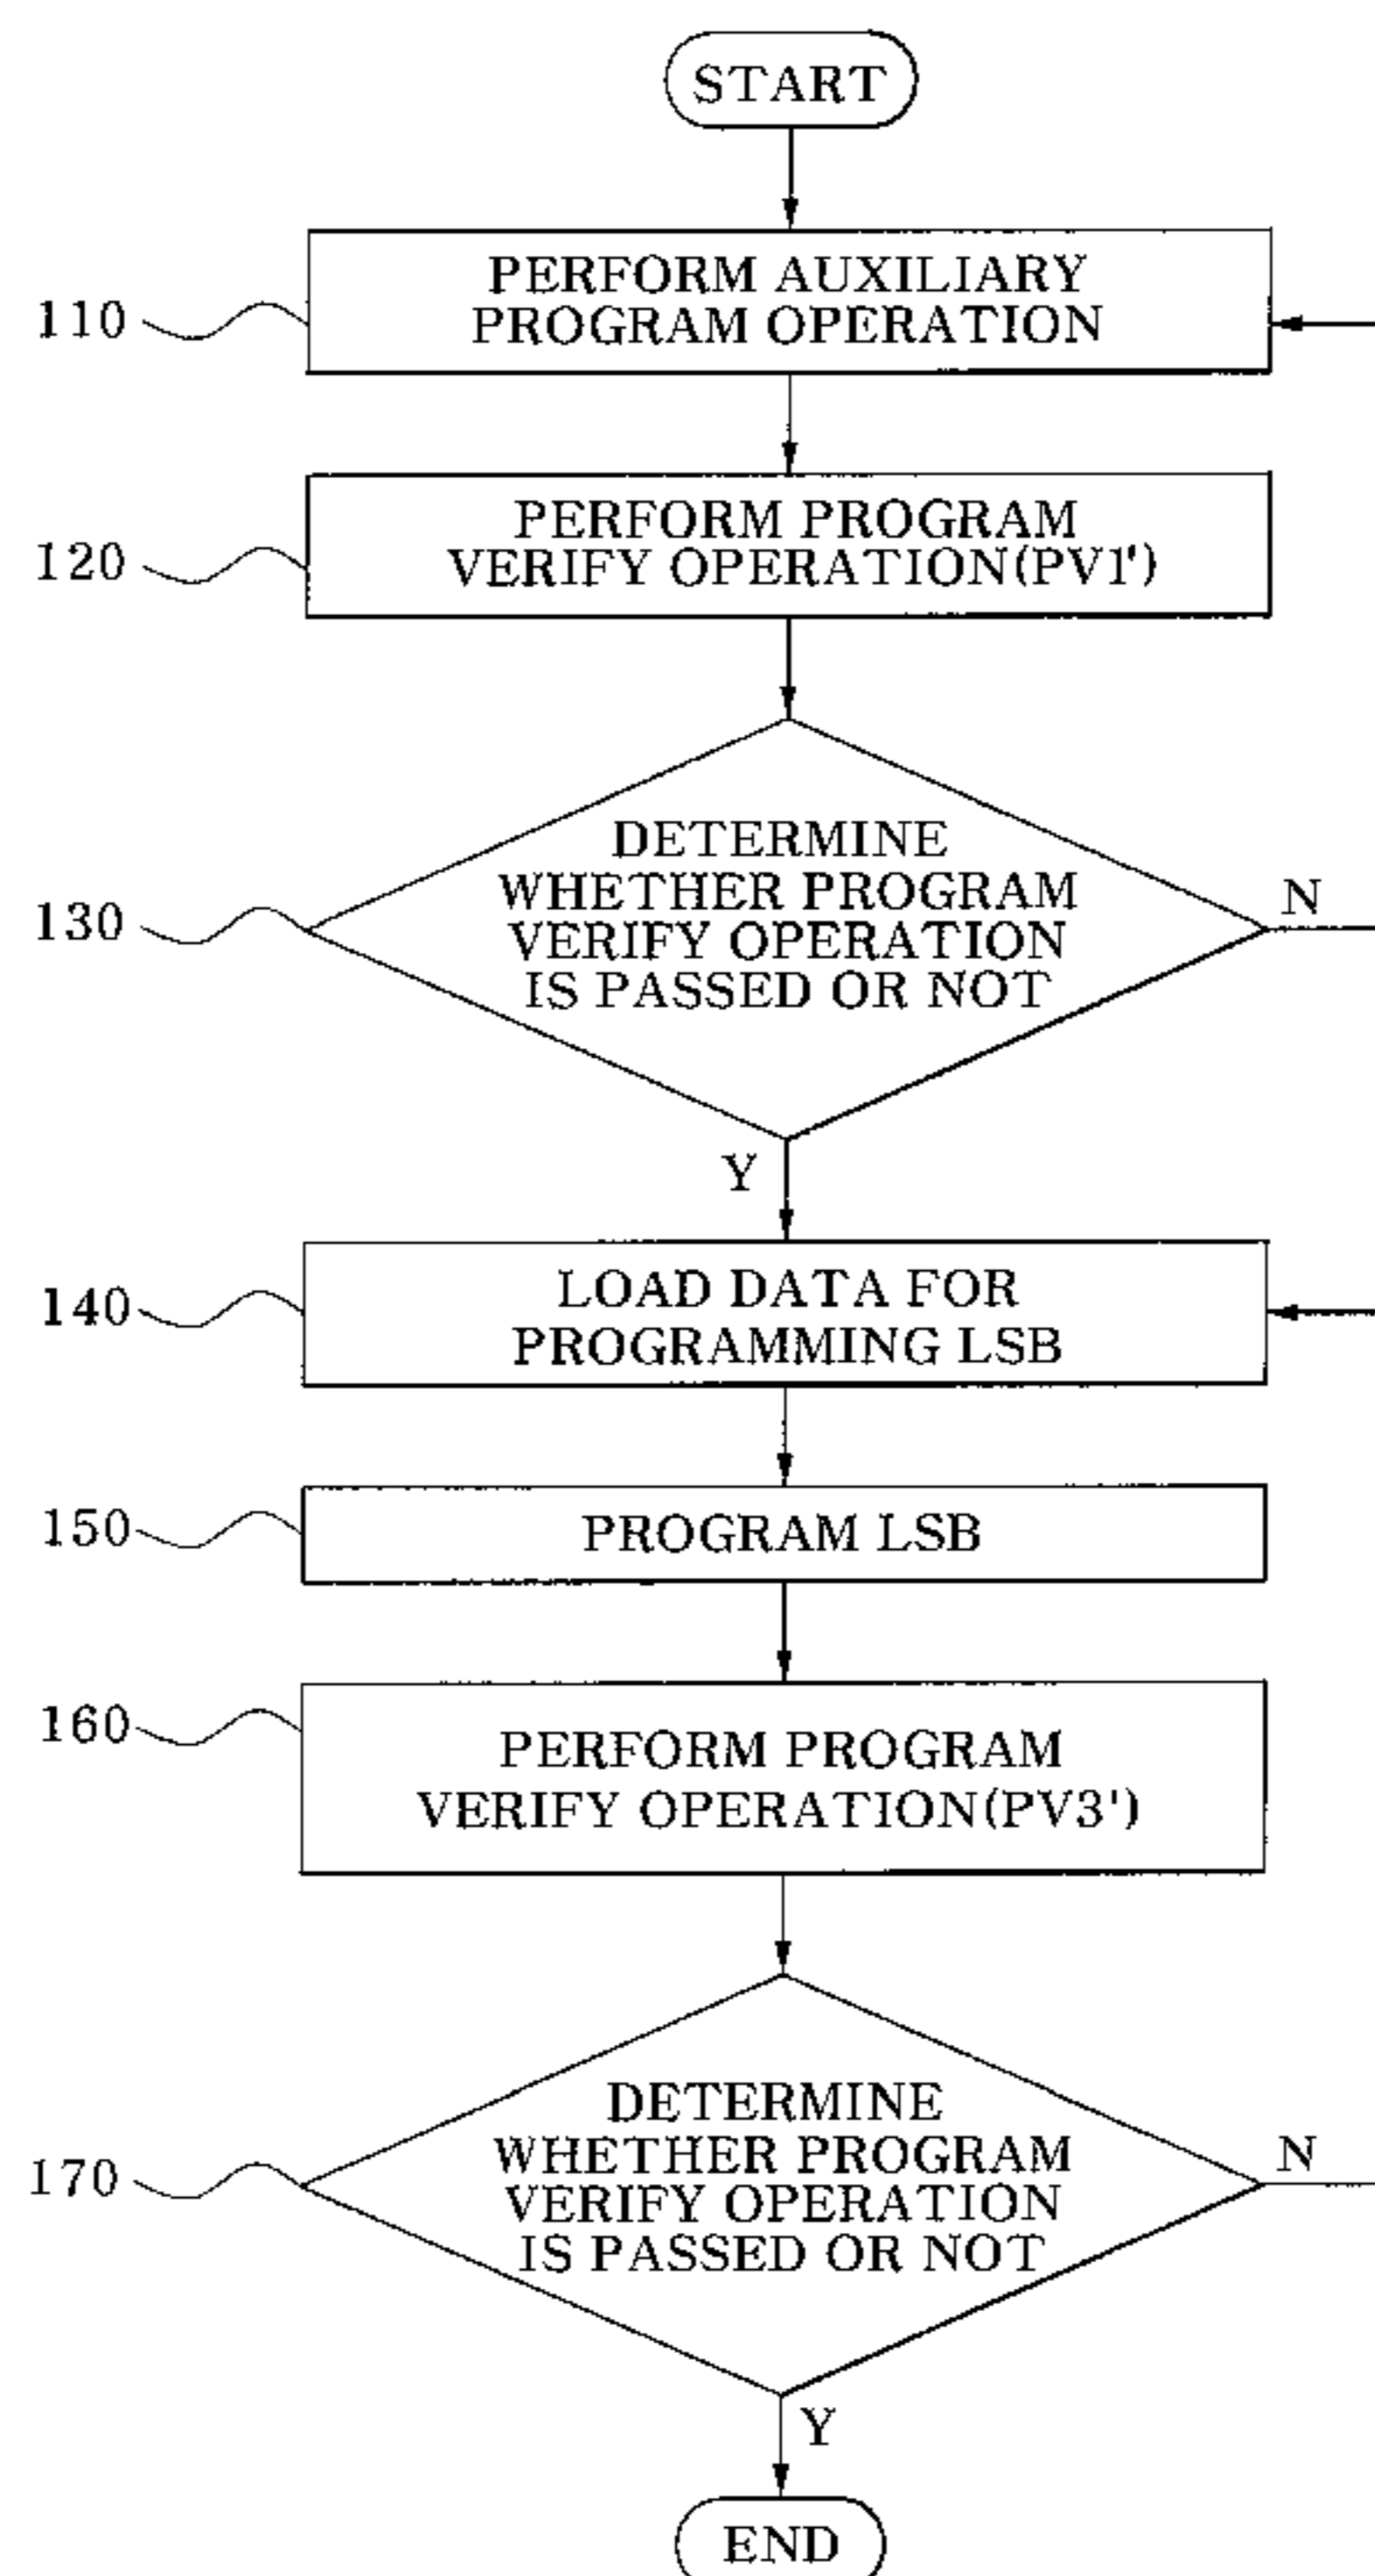 START
110
PERFORM AUXILIARY
PROGRAM OPERATION
120
PERFORM PROGRAM
VERIFY OPERATION(PV1')
130
DETERMINE
WHETHER PROGRAM
VERIFY OPERATION
IS PASSED OR NOT
N
Y
140
LOAD DATA FOR
PROGRAMMING LSB
150
PROGRAM LSB
160
PERFORM PROGRAM
VERIFY OPERATION(PV3')
170
DETERMINE
WHETHER PROGRAM
VERIFY OPERATION
IS PASSED OR NOT
N
Y
END